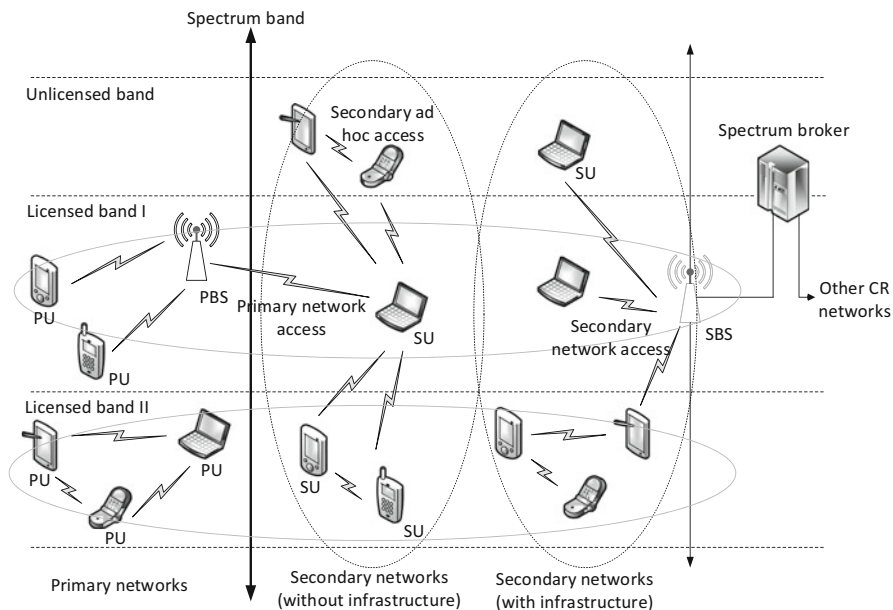 Spectrum band
Unlicensed band
Secondary ad
hoc access
Spectrum broker
SU
Licensed band I
PBS
PU
Primary network
access
SU
PU
Secondary
network access
SBS
Other CR
networks
Licensed band II
PU
PU
PU
SU
SU
Primary networks
Secondary networks
(without infrastructure)
Secondary networks
(with infrastructure)